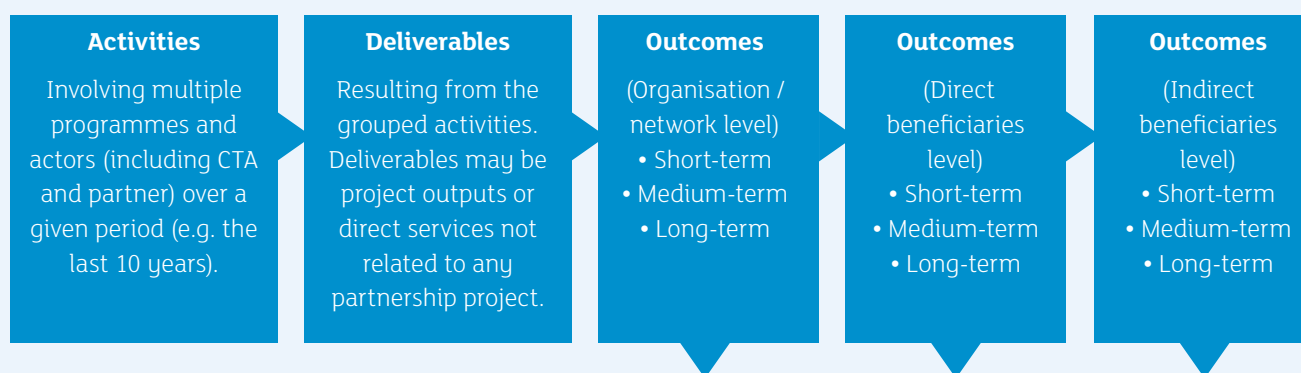 Activities
Involving multiple
programmes and
actors (including CTA
and partner) over a
given period (e.g. the
last 10 years).
Deliverables
Resulting from the
grouped activities.
Deliverables may be
project outputs or
direct services not
related to any
partnership project.
Outcomes
(Organisation /
network level)
• Short-term
• Medium-term
• Long-term
Outcomes
(Direct
beneficiaries
level)
• Short-term
• Medium-term
• Long-term
Outcomes
(Indirect
beneficiaries
level)
• Short-term
• Medium-term
• Long-term